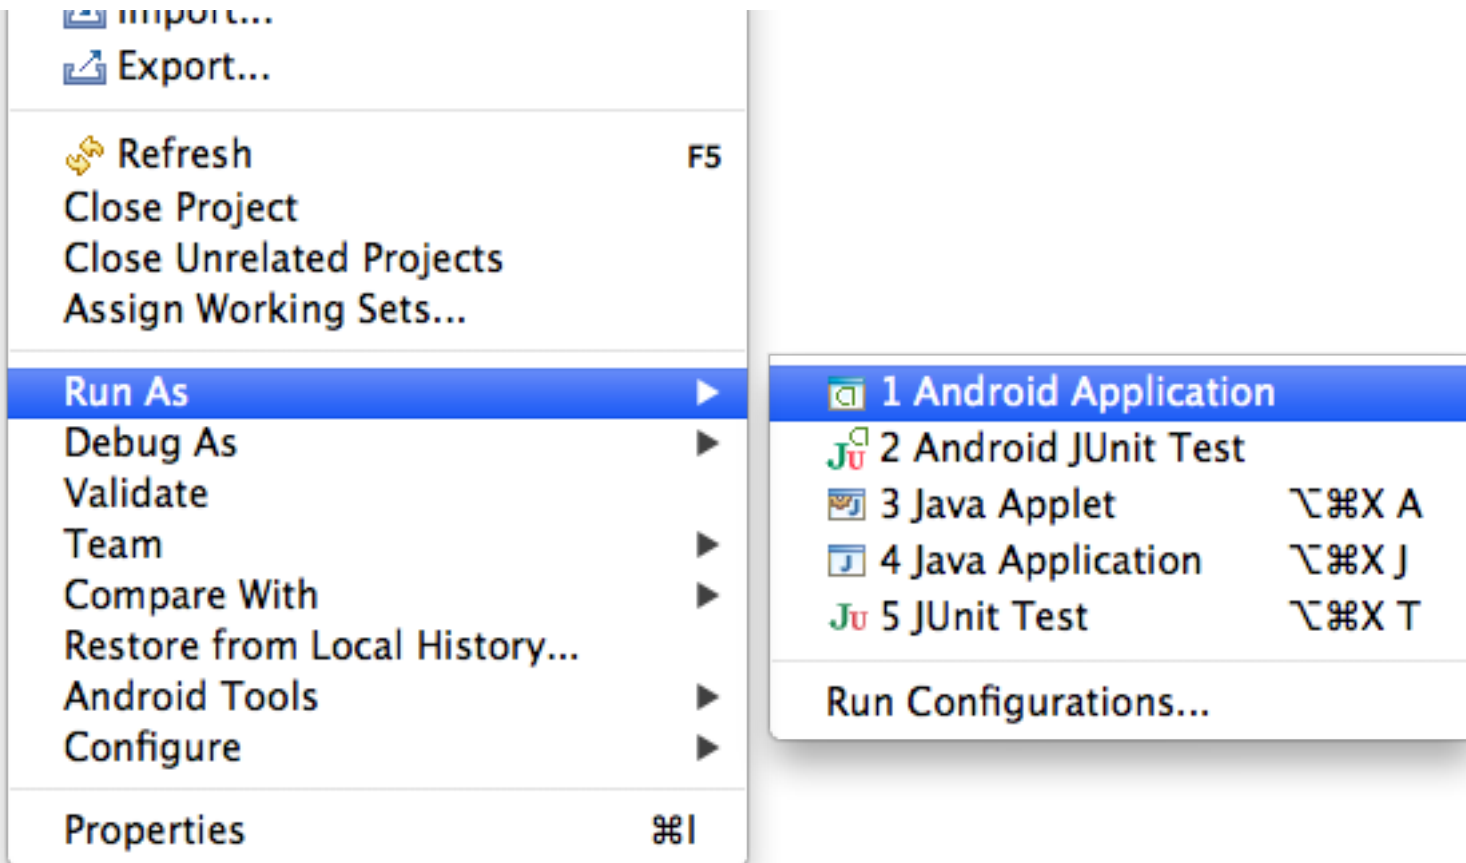 Import...
Export...
Refresh F5
Close Project
Close Unrelated Projects
Assign Working Sets...
Run As
Debug As
Validate
Team
Compare With
Restore from Local History...
Android Tools
Configure
Properties ⌘I
1 Android Application
2 Android JUnit Test
3 Java Applet ⌥⌘X A
4 Java Application ⌥⌘X J
5 JUnit Test ⌥⌘X T
Run Configurations...